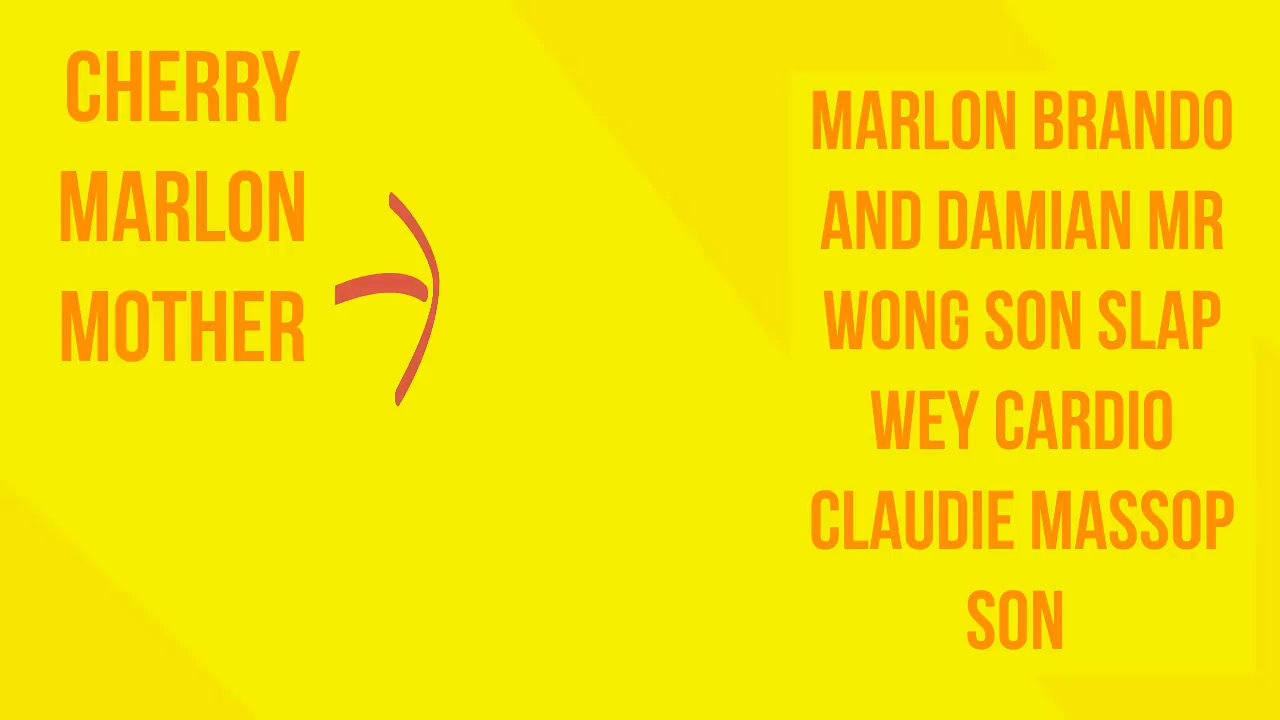 CHERRY
MARLON
MOTHER
MARLON BRANDO
AND DAMIAN MR
WONG SON SLAP
WEY CARDIO
CLAUDIE MASSOP
SON